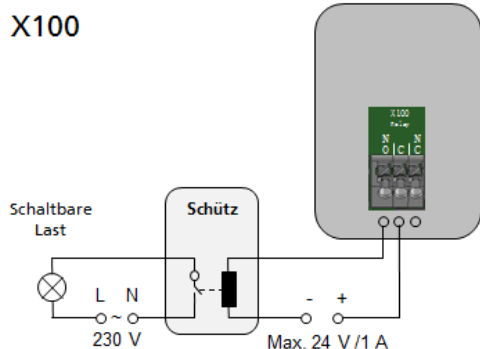 X100
X100
Relay
N N
O | C | C
Schaltbare
Last
Schütz
L N
~
230 V
- +
Max. 24 V /1 A